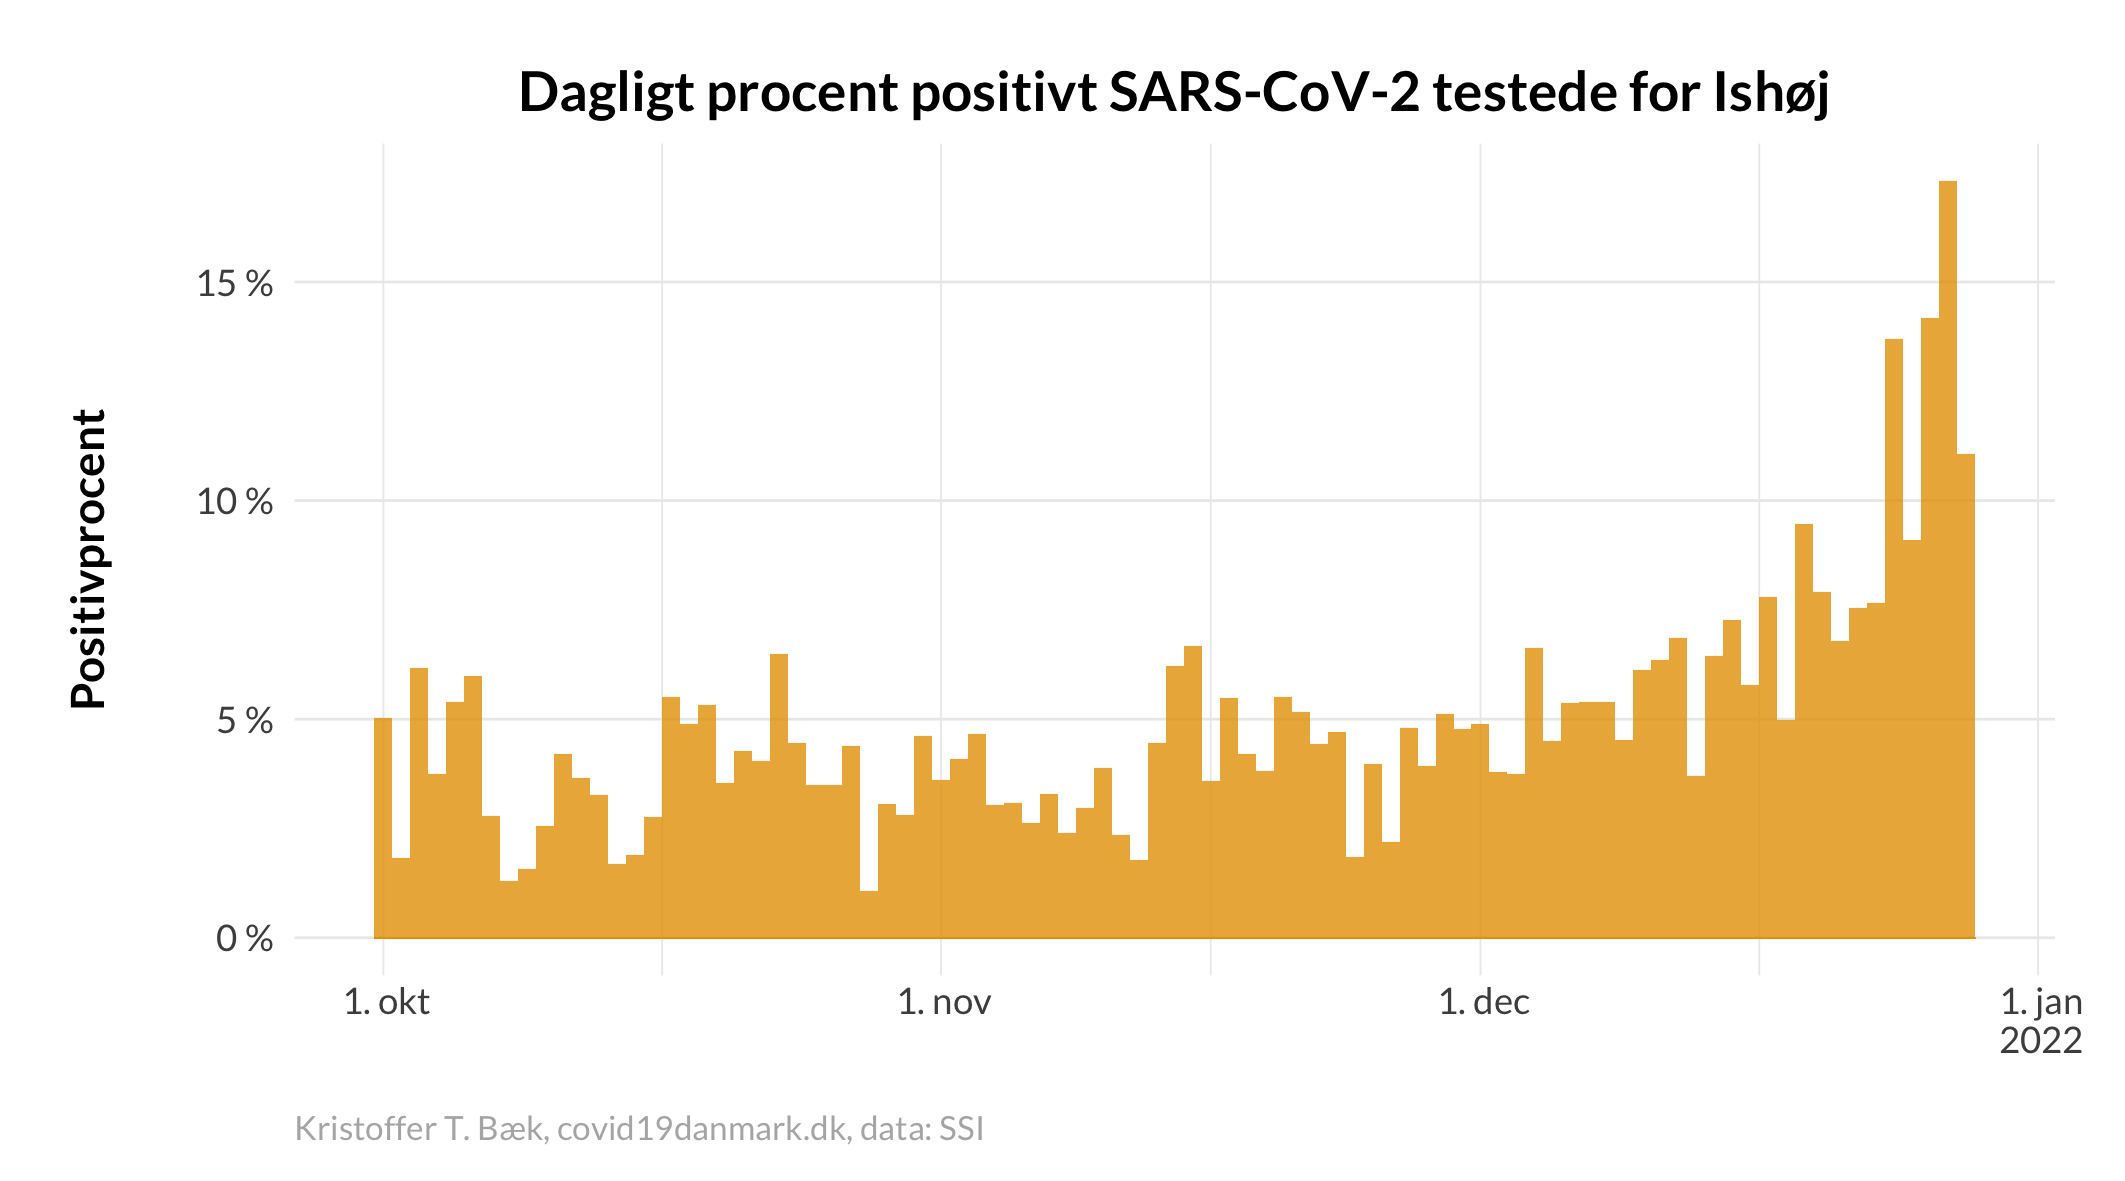 Dagligt procent positivt SARS-CoV-2 testede for Ishøj
Positivprocent
15 %
10 %
5 %
0 %
1. okt
1. nov
1. dec
1. jan
2022
Kristoffer T. Bæk, covid19danmark.dk, data: SSI